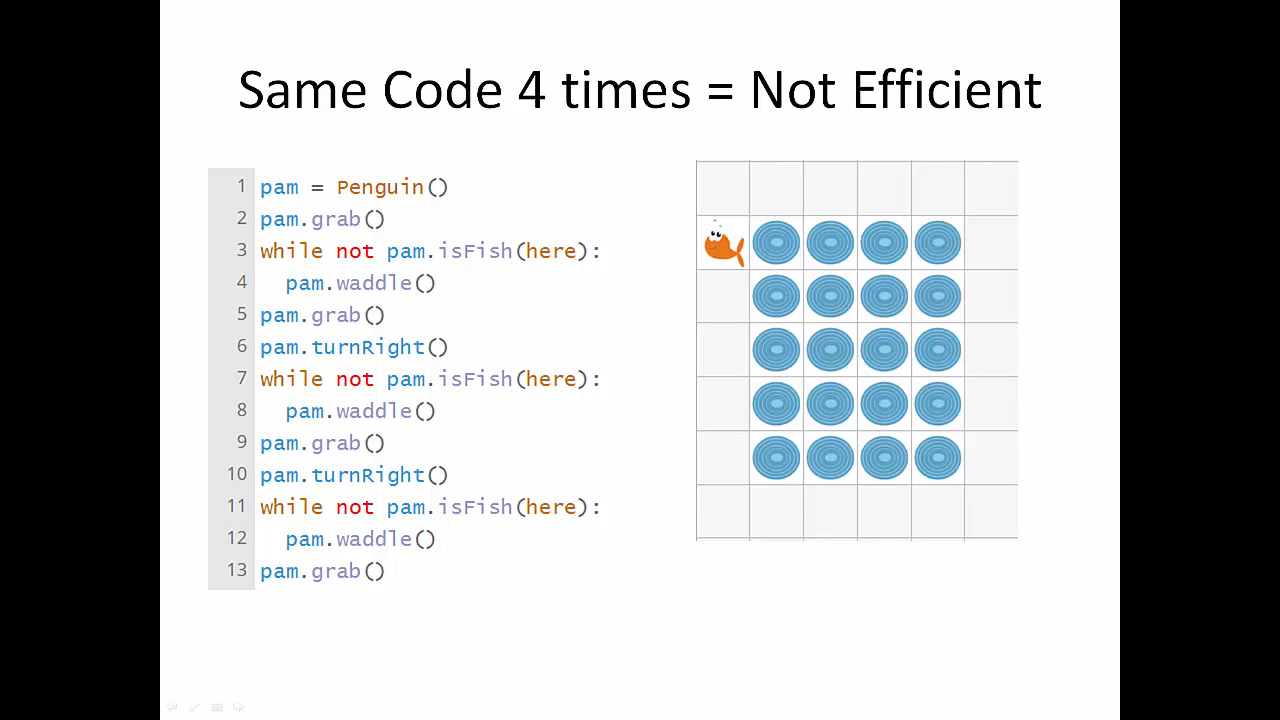 Same Code 4 times = Not Efficient
1 pam = Penguin()
2 pam.grab()
3 while not pam.isFish(here):
4   pam.waddle()
5 pam.grab()
6 pam.turnRight()
7 while not pam.isFish(here):
8   pam.waddle()
9 pam.grab()
10 pam.turnRight()
11 while not pam.isFish(here):
12   pam.waddle()
13 pam.grab()